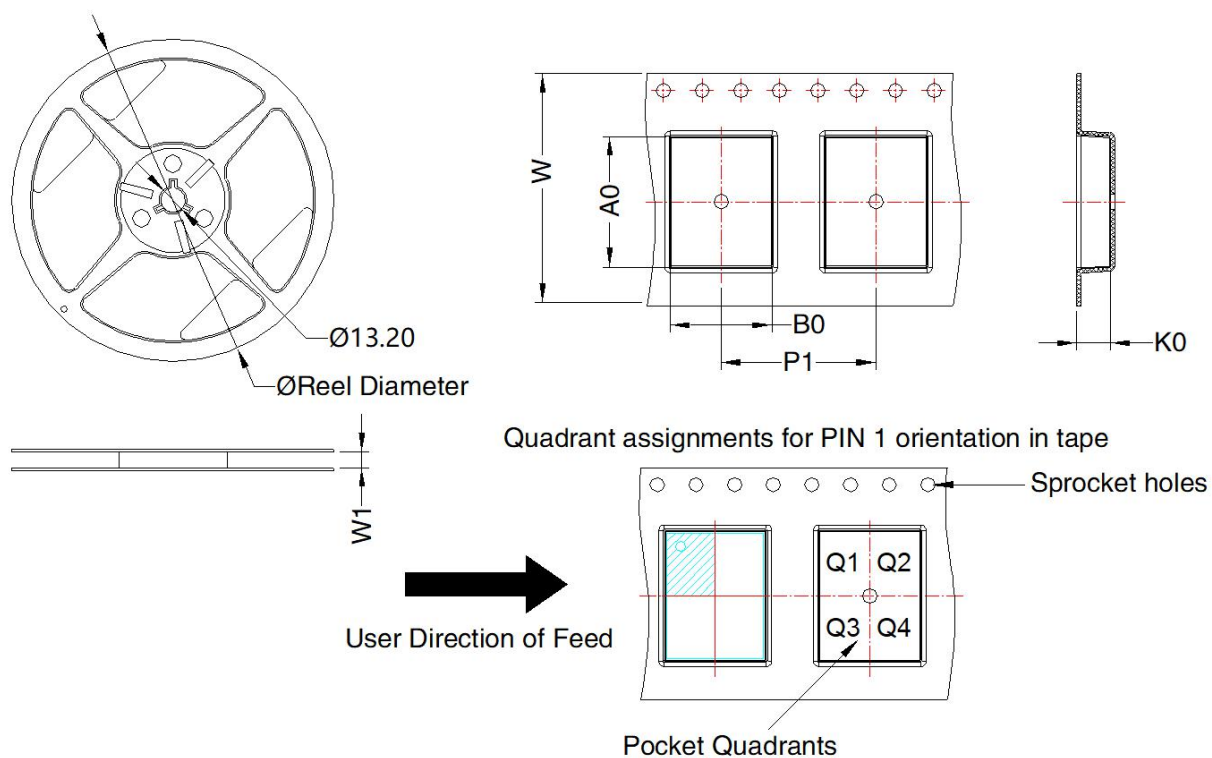 W
A0
B0
P1
K0
Ø13.20
ØReel Diameter
W1
Quadrant assignments for PIN 1 orientation in tape
Sprocket holes
Q1 Q2
Q3 Q4
User Direction of Feed
Pocket Quadrants